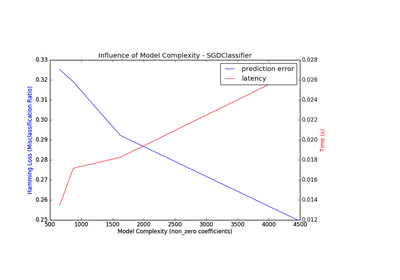 Influence of Model Complexity - SGDClassifier
prediction error
latency
0.33
0.32
0.31
0.30
0.29
0.28
0.27
0.26
0.25
Hamming Loss (Misclassification Ratio)
0.028
0.026
0.024
0.022
0.020
0.018
0.016
0.014
0.012
Time (s)
500 1000 1500 2000 2500 3000 3500 4000 4500
Model Complexity (non_zero coefficients)